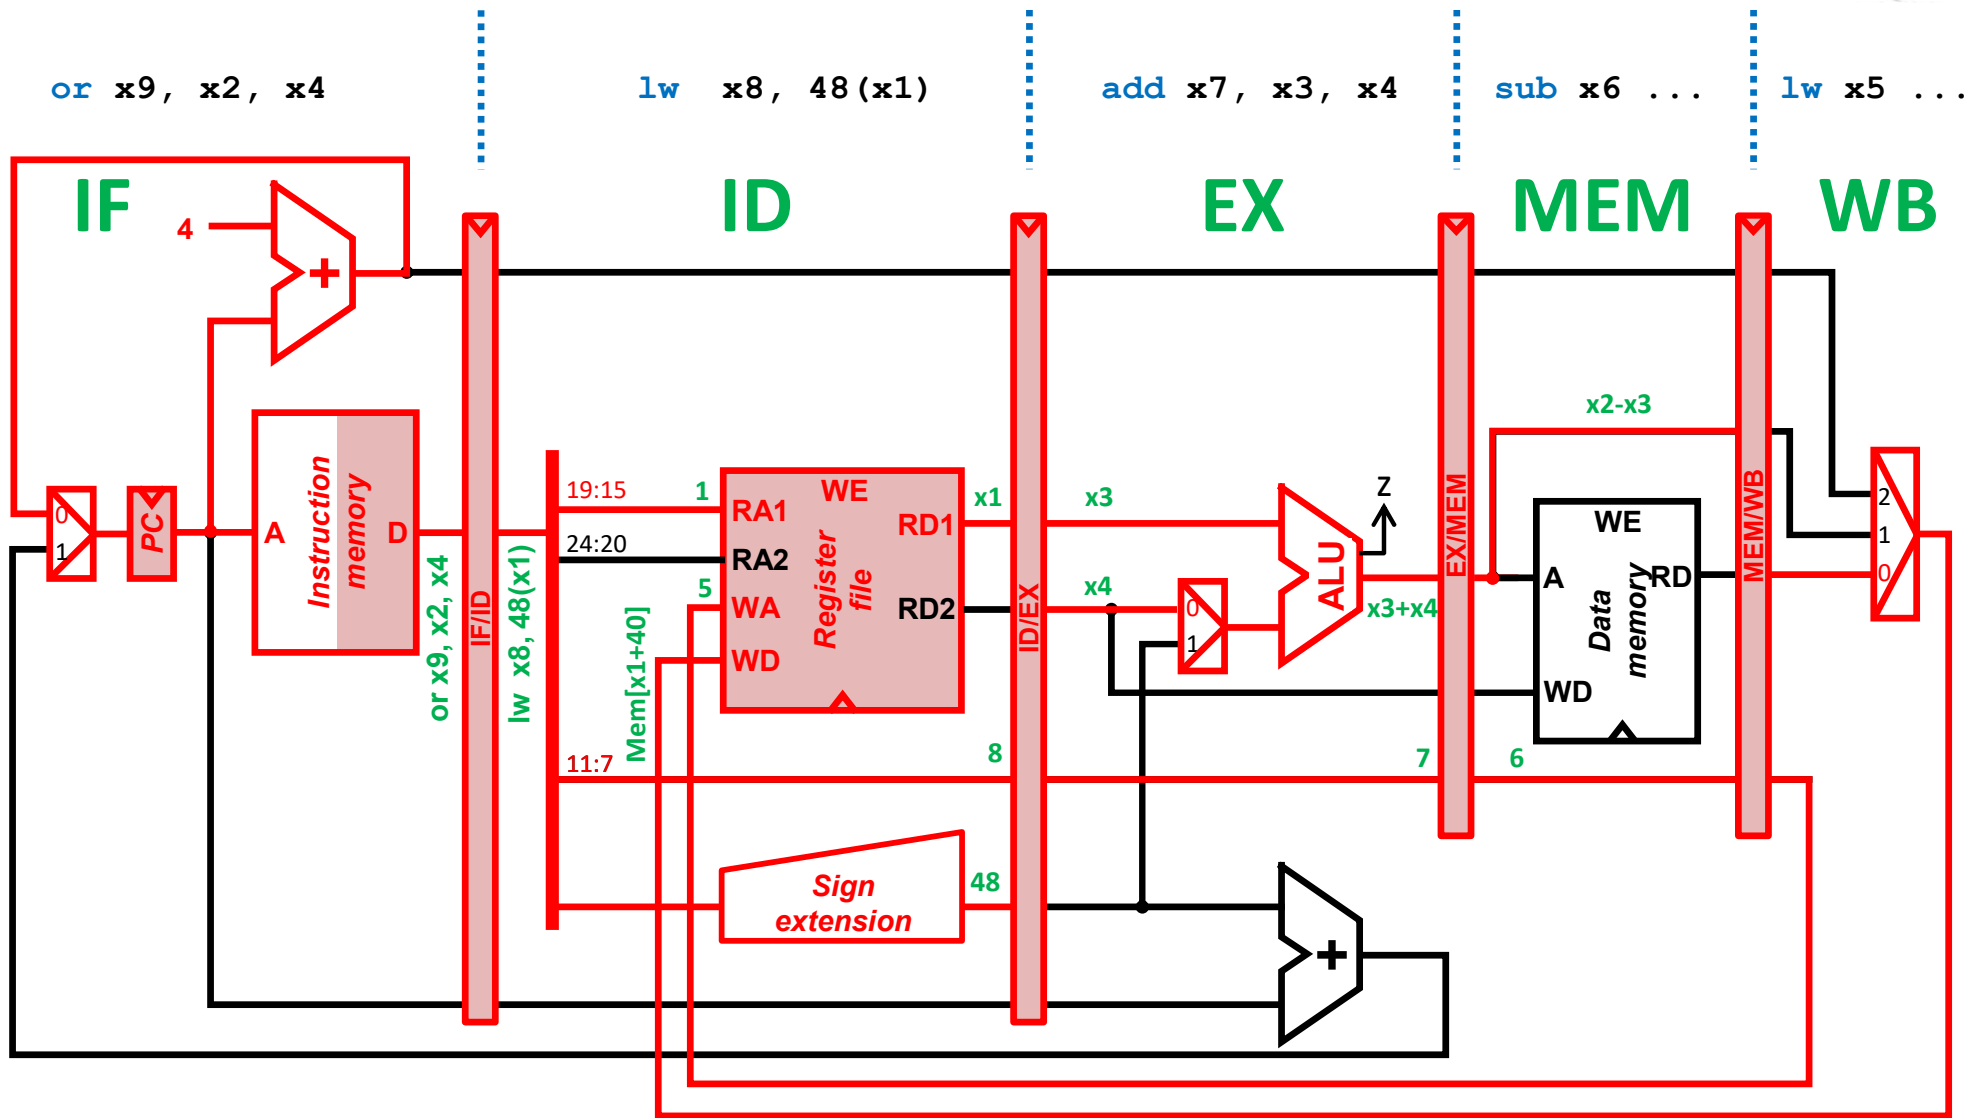 or x9, x2, x4
lw x8, 48(x1)
add x7, x3, x4
sub x6 ...
lw x5 ...
IF
ID
EX
MEM
WB
4
+
0
1
PC
A
Instruction
memory
D
or x9, x2, x4
IF/ID
lw x8, 48(x1)
19:15
1
24:20
5
Mem[x1+40]
11:7
RA1
RA2
WA
WD
WE
Register
file
RD1
RD2
x1
8
Sign
extension
48
ID/EX
x3
x4
0
1
ALU
Z
x3+x4
7
+
EX/MEM
x2-x3
6
WE
A
RD
Data
memory
WD
MEM/WB
2
1
0